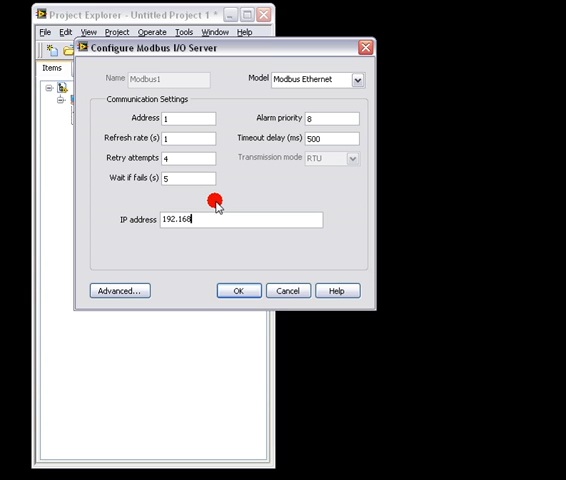 Project Explorer - Untitled Project 1 *
File Edit View Project Operate Tools Window Help
Items
Configure Modbus I/O Server
Name Modbus1 Model Modbus Ethernet
Communication Settings
Address 1 Alarm priority 8
Refresh rate (s) 1 Timeout delay (ms) 500
Retry attempts 4 Transmission mode RTU
Wait if fails (s) 5
IP address 192.168
Advanced... OK Cancel Help